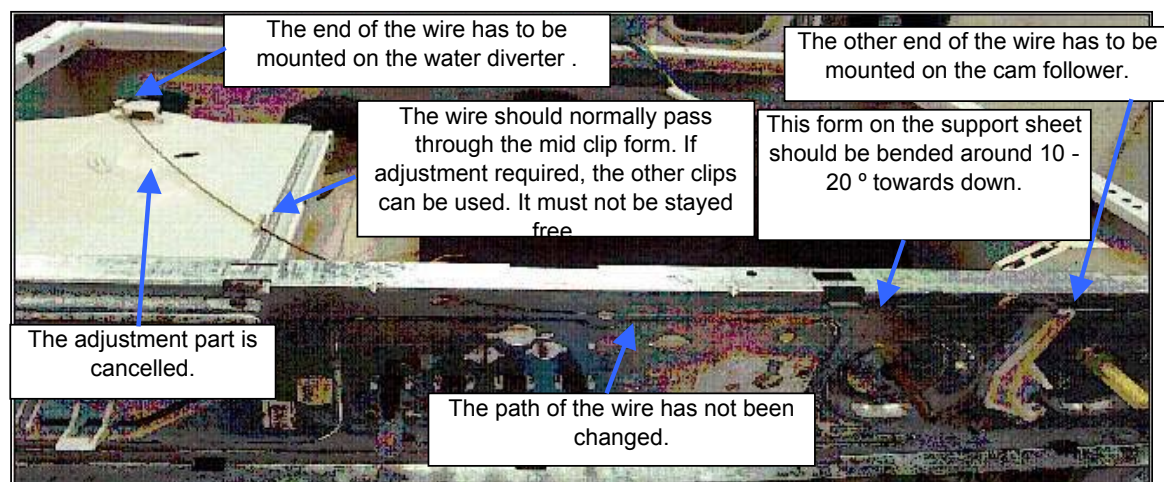 The end of the wire has to be
mounted on the water diverter .
The other end of the wire has to be
mounted on the cam follower.
The wire should normally pass
through the mid clip form. If
adjustment required, the other clips
can be used. It must not be stayed
free
This form on the support sheet
should be bended around 10 -
20 º towards down.
The adjustment part is
cancelled.
The path of the wire has not been
changed.